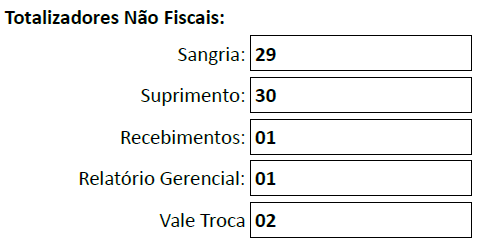 Totalizadores Não Fiscais:
Sangria: 29
Suprimento: 30
Recebimentos: 01
Relatório Gerencial: 01
Vale Troca 02